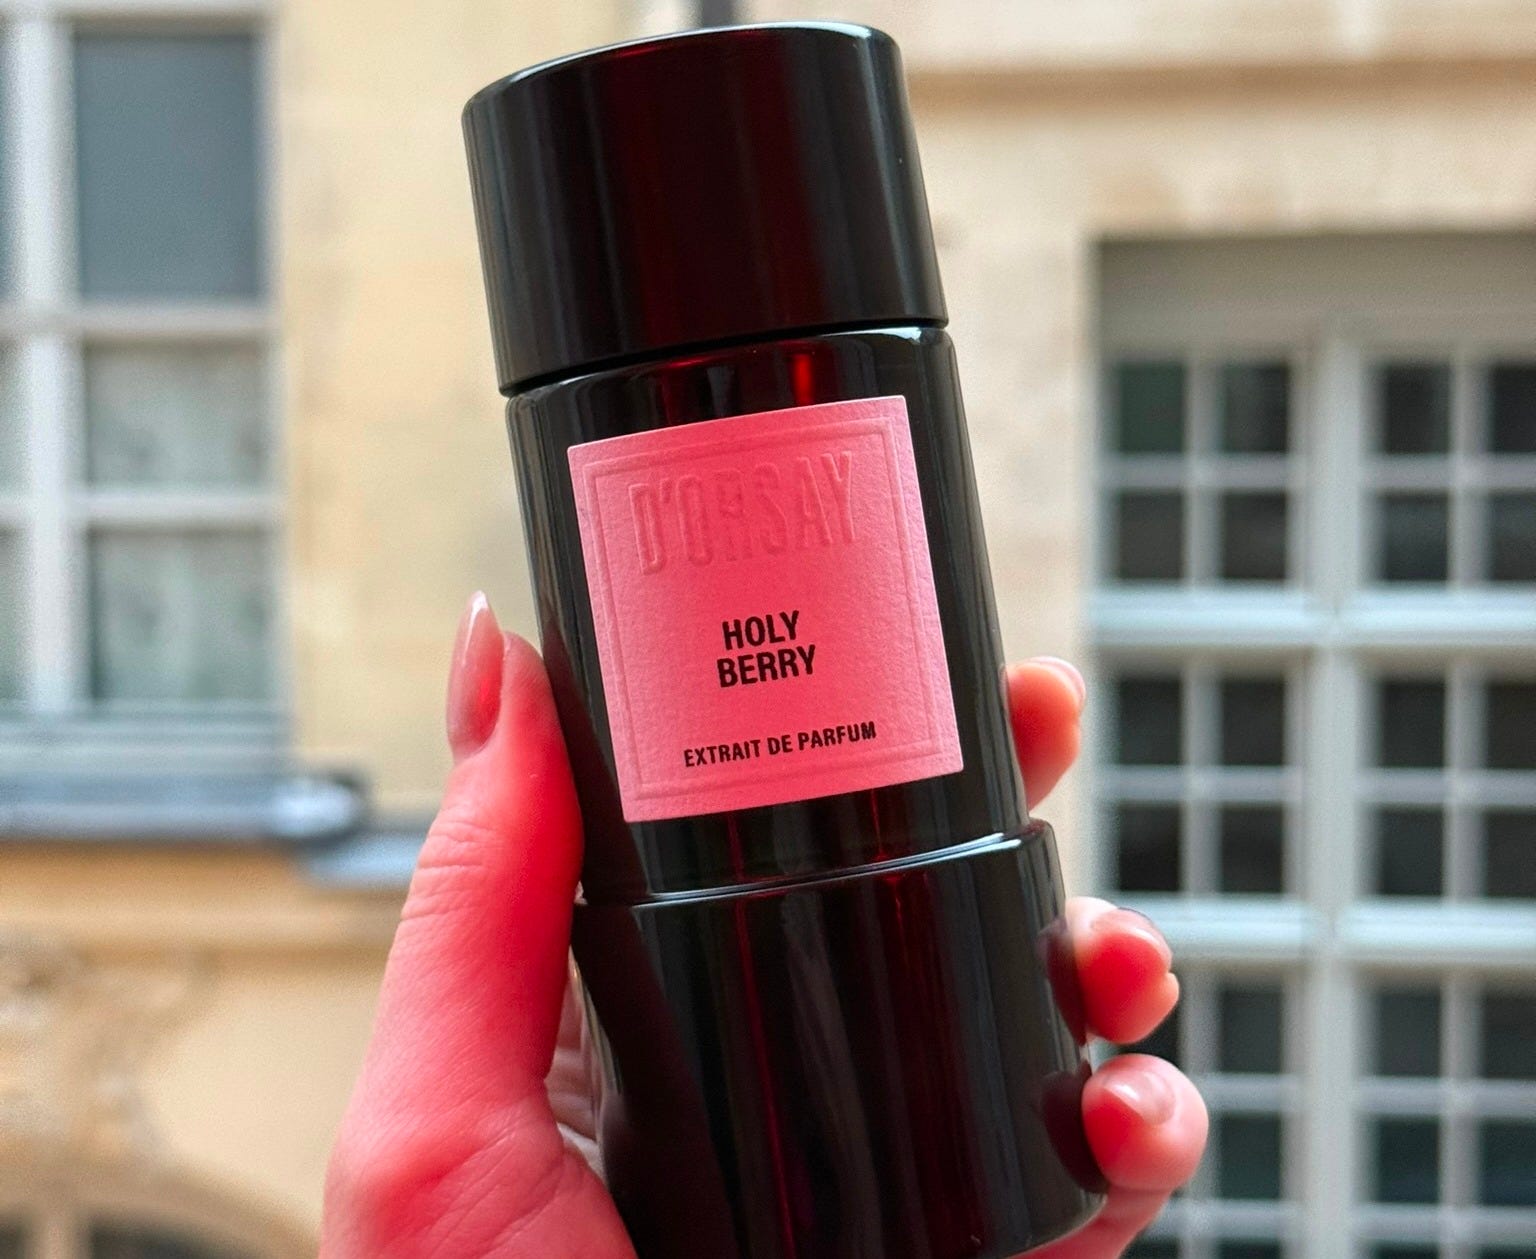 D'ORSAY
HOLY
BERRY
EXTRAIT DE PARFUM